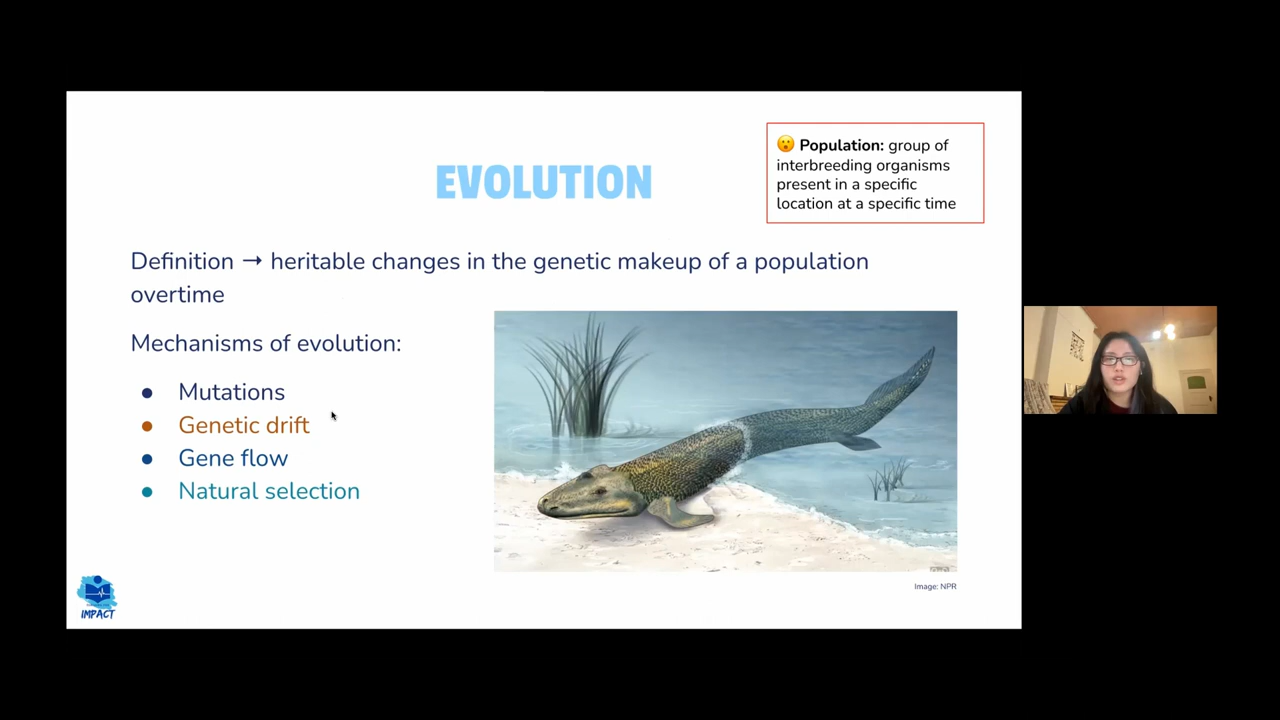 😯 Population: group of
interbreeding organisms
present in a specific
location at a specific time
EVOLUTION
Definition → heritable changes in the genetic makeup of a population
overtime
Mechanisms of evolution:
● Mutations
● Genetic drift
● Gene flow
● Natural selection
Image: NPR
IMPACT